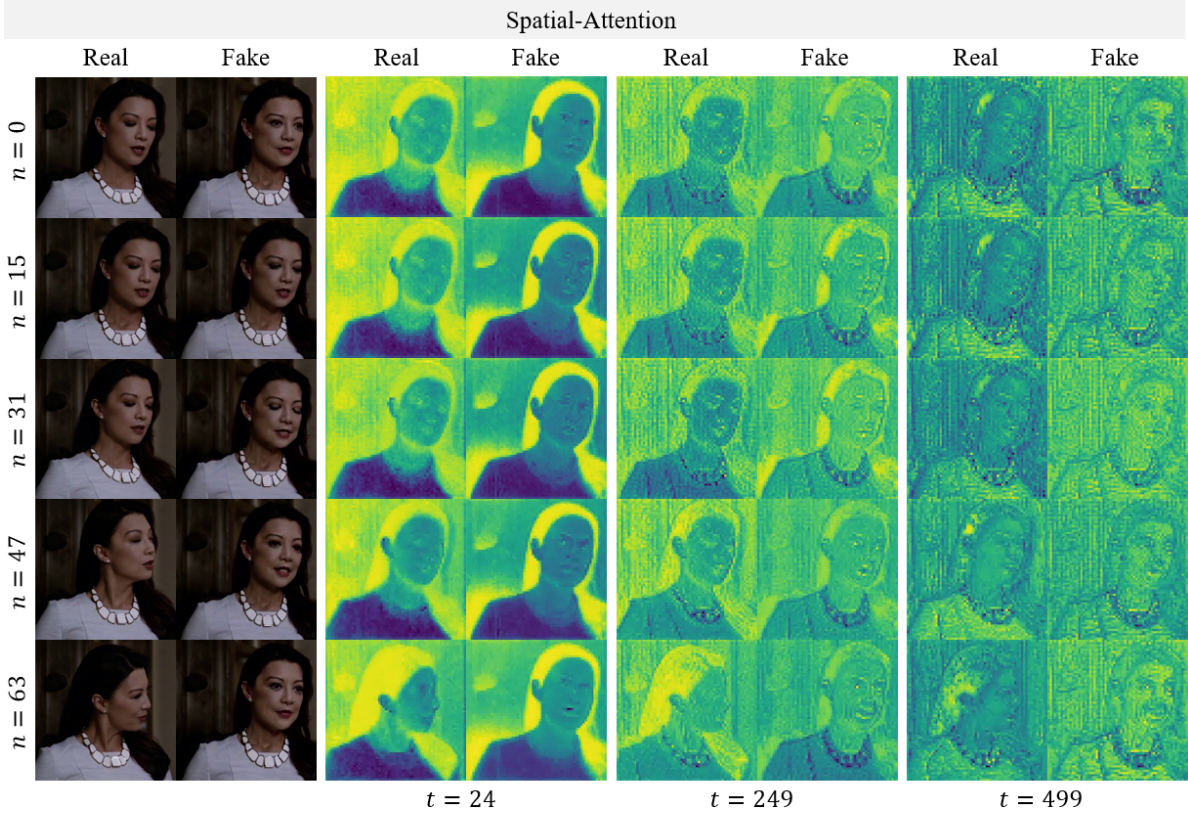 Spatial-Attention
Real Fake Real Fake Real Fake Real Fake
n = 0
n = 15
n = 31
n = 47
n = 63
t = 24 t = 249 t = 499